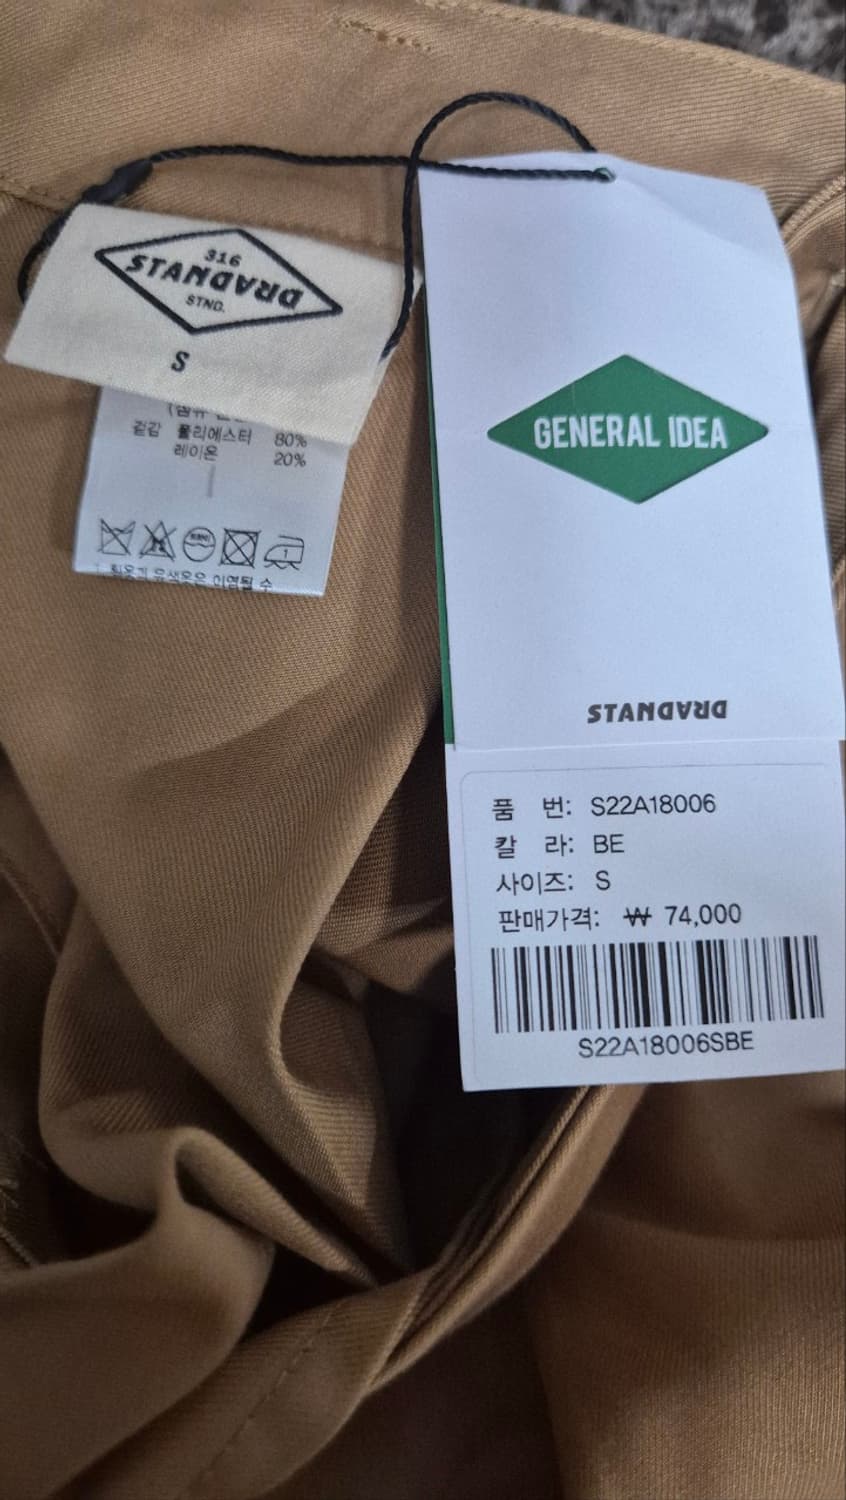 316
STANDARD
STND.
S
겉감 폴리에스터 80%
레이온 20%
1
GENERAL IDEA
STANDARD
품 번: S22A18006
칼 라: BE
사이즈: S
판매가격: ₩ 74,000
S22A18006SBE